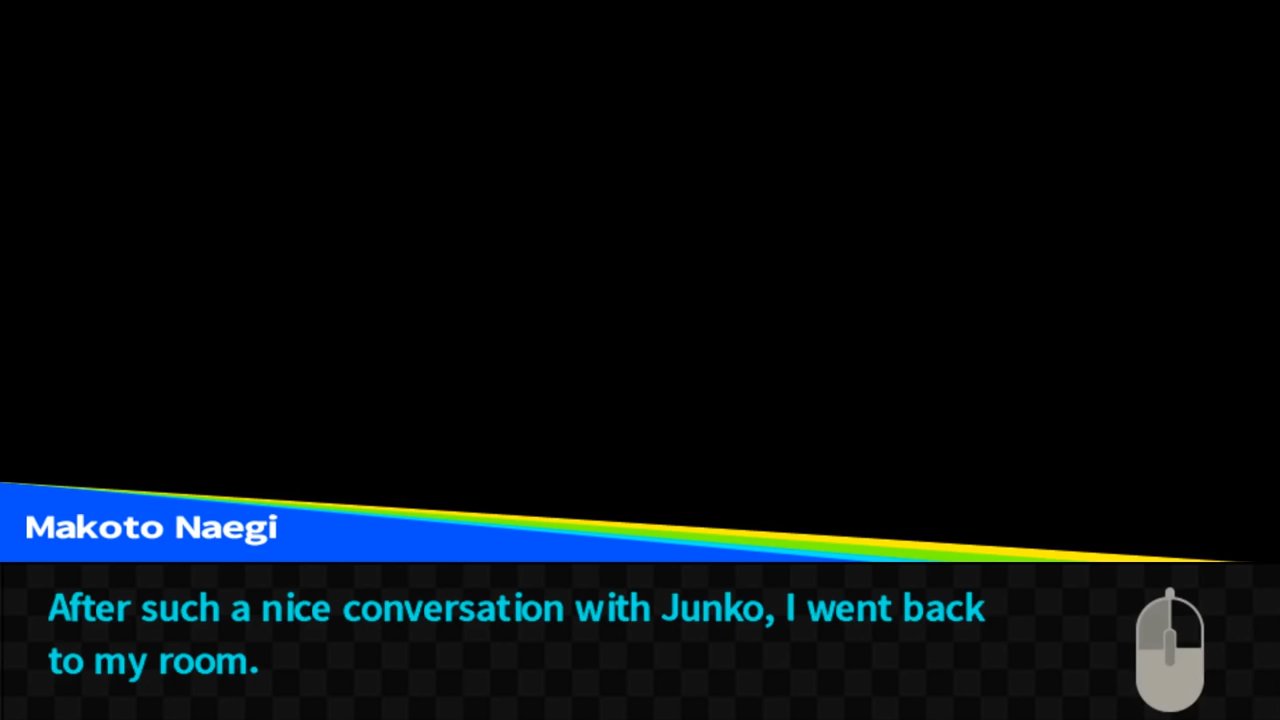 Makoto Naegi
After such a nice conversation with Junko, I went back
to my room.